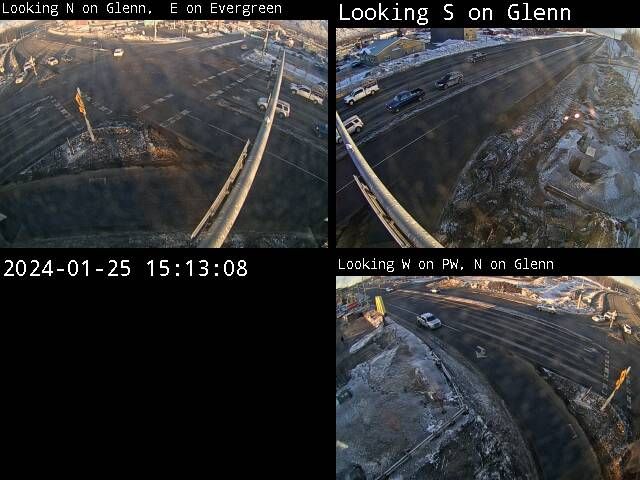 Looking N on Glenn,  E on Evergreen
Looking S on Glenn
2024-01-25 15:13:08
Looking W on PW, N on Glenn